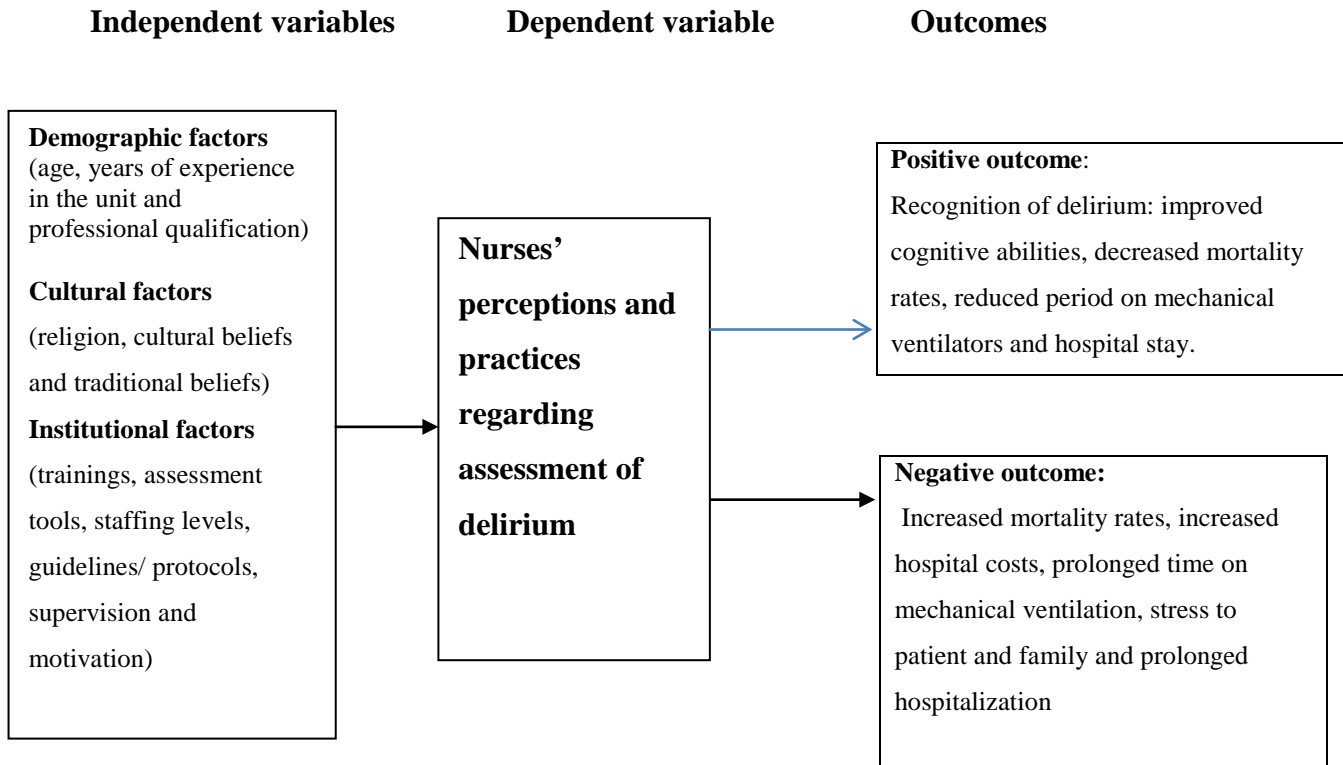 Independent variables
Dependent variable
Outcomes
Demographic factors
(age, years of experience
in the unit and
professional qualification)
Cultural factors
(religion, cultural beliefs
and traditional beliefs)
Institutional factors
(trainings, assessment
tools, staffing levels,
guidelines/ protocols,
supervision and
motivation)
Nurses’
perceptions and
practices
regarding
assessment of
delirium
Positive outcome:
Recognition of delirium: improved
cognitive abilities, decreased mortality
rates, reduced period on mechanical
ventilators and hospital stay.
Negative outcome:
Increased mortality rates, increased
hospital costs, prolonged time on
mechanical ventilation, stress to
patient and family and prolonged
hospitalization